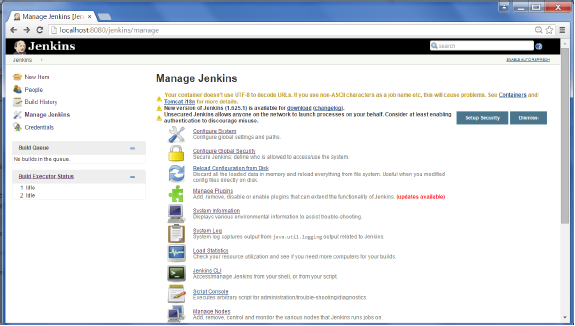 Manage Jenkins [Jen
localhost:8080/jenkins/manage
Jenkins
search
Jenkins
ENABLE AUTO REFRESH
New Item
People
Build History
Manage Jenkins
Credentials
Build Queue
No builds in the queue.
Build Executor Status
1 Idle
2 Idle
Manage Jenkins
Your container doesn't use UTF-8 to decode URLs. If you use non-ASCII characters as a job name etc, this will cause problems. See Containers and
Tomcat i18n for more details.
New version of Jenkins (1.625.1) is available for download (changelog).
Unsecured Jenkins allows anyone on the network to launch processes on your behalf. Consider at least enabling
authentication to discourage misuse.
Setup Security
Dismiss
Configure System
Configure global settings and paths.
Configure Global Security
Secure Jenkins; define who is allowed to access/use the system.
Reload Configuration from Disk
Discard all the loaded data in memory and reload everything from file system. Useful when you modified
config files directly on disk.
Manage Plugins
Add, remove, disable or enable plugins that can extend the functionality of Jenkins. (updates available)
System Information
Displays various environmental information to assist trouble-shooting.
System Log
System log captures output from java.util.logging output related to Jenkins.
Load Statistics
Check your resource utilization and see if you need more computers for your builds.
Jenkins CLI
Access/manage Jenkins from your shell, or from your script.
Script Console
Executes arbitrary script for administration/trouble-shooting/diagnostics.
Manage Nodes
Add, remove, control and monitor the various nodes that Jenkins runs jobs on.